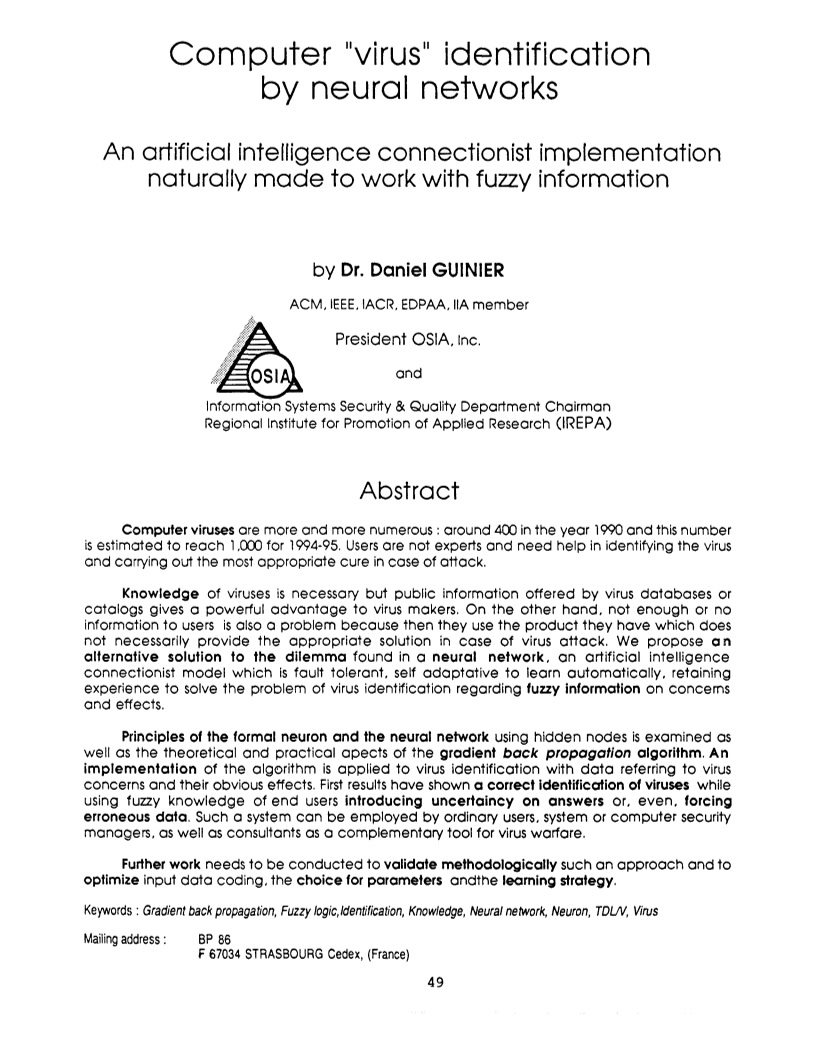 Computer "virus" identification
by neural networks
An artificial intelligence connectionist implementation
naturally made to work with fuzzy information
by Dr. Daniel GUINIER
ACM, IEEE, IACR, EDPAA, IIA member
President OSIA, Inc.
OSIA
and
Information Systems Security & Quality Department Chairman
Regional Institute for Promotion of Applied Research (IREPA)
Abstract
Computer viruses are more and more numerous : around 400 in the year 1990 and this number
is estimated to reach 1,000 for 1994-95. Users are not experts and need help in identifying the virus
and carrying out the most appropriate cure in case of attack.
Knowledge of viruses is necessary but public information offered by virus databases or
catalogs gives a powerful advantage to virus makers. On the other hand, not enough or no
information to users is also a problem because then they use the product they have which does
not necessarily provide the appropriate solution in case of virus attack. We propose an
alternative solution to the dilemma found in a neural network, an artificial intelligence
connectionist model which is fault tolerant, self adaptative to learn automatically, retaining
experience to solve the problem of virus identification regarding fuzzy information on concerns
and effects.
Principles of the formal neuron and the neural network using hidden nodes is examined as
well as the theoretical and practical apects of the gradient back propagation algorithm. An
implementation of the algorithm is applied to virus identification with data referring to virus
concerns and their obvious effects. First results have shown a correct identification of viruses while
using fuzzy knowledge of end users introducing uncertaincy on answers or, even, forcing
erroneous data. Such a system can be employed by ordinary users, system or computer security
managers, as well as consultants as a complementary tool for virus warfare.
Further work needs to be conducted to validate methodologically such an approach and to
optimize input data coding, the choice for parameters andthe learning strategy.
Keywords : Gradient back propagation, Fuzzy logic,Identification, Knowledge, Neural network, Neuron, TDL/V, Virus
Mailing address : BP 86
F 67034 STRASBOURG Cedex, (France)
49